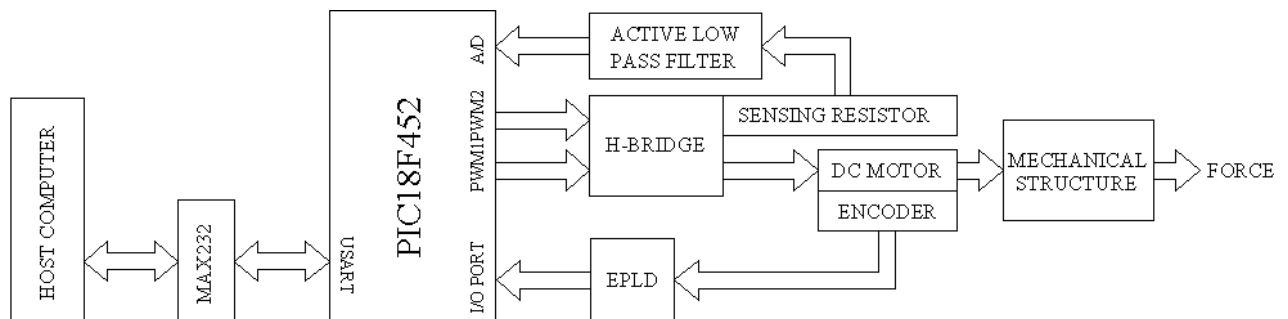 HOST COMPUTER
MAX232
USART
PIC18F452
A/D
PWM1PWM2
I/O PORT
ACTIVE LOW
PASS FILTER
SENSING RESISTOR
H-BRIDGE
DC MOTOR
ENCODER
EPLD
MECHANICAL
STRUCTURE
FORCE